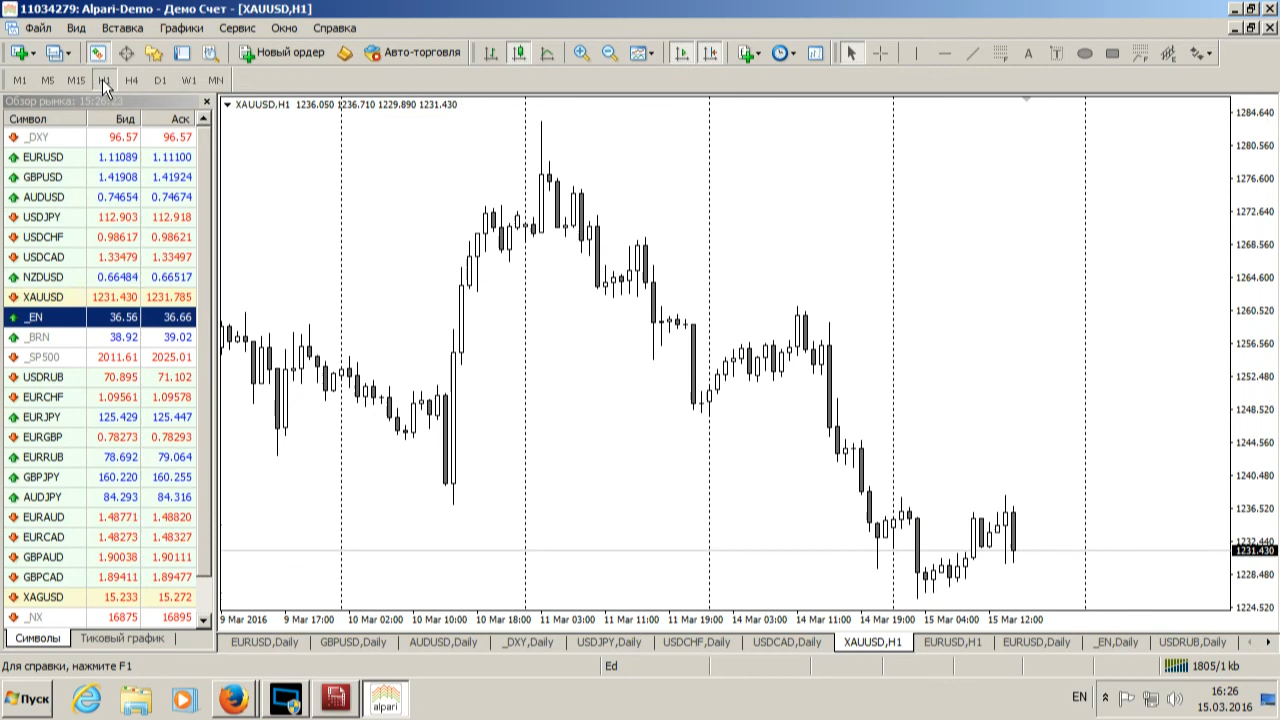 11034279: Alpari-Demo - Демо Счет - [XAUUSD,H1]
Файл Вид Вставка Графики Сервис Окно Справка
Новый ордер Авто-торговля A T
M1 M5 M15 H1 H4 D1 W1 MN
Обзор рынка: 15:26:23
Символ Бид Аск
_DXY 96.57 96.57
EURUSD 1.11089 1.11100
GBPUSD 1.41908 1.41924
AUDUSD 0.74654 0.74674
USDJPY 112.903 112.918
USDCHF 0.98617 0.98621
USDCAD 1.33479 1.33497
NZDUSD 0.66484 0.66517
XAUUSD 1231.430 1231.785
_EN 36.56 36.66
_BRN 38.92 39.02
_SP500 2011.61 2025.01
USDRUB 70.895 71.102
EURCHF 1.09561 1.09578
EURJPY 125.429 125.447
EURGBP 0.78273 0.78293
EURRUB 78.692 79.064
GBPJPY 160.220 160.255
AUDJPY 84.293 84.316
EURAUD 1.48771 1.48820
EURCAD 1.48273 1.48327
GBPAUD 1.90038 1.90111
GBPCAD 1.89411 1.89477
XAGUSD 15.233 15.272
_NX 16875 16895
Символы Тиковый график
XAUUSD,H1 1236.050 1236.710 1229.890 1231.430
1284.640
1280.560
1276.600
1272.640
1268.560
1264.600
1260.520
1256.560
1252.480
1248.520
1244.560
1240.480
1236.520
1232.440
1231.430
1228.480
1224.520
9 Mar 2016 9 Mar 17:00 10 Mar 02:00 10 Mar 10:00 10 Mar 18:00 11 Mar 03:00 11 Mar 11:00 11 Mar 19:00 14 Mar 03:00 14 Mar 11:00 14 Mar 19:00 15 Mar 04:00 15 Mar 12:00
EURUSD,Daily GBPUSD,Daily AUDUSD,Daily _DXY,Daily USDJPY,Daily USDCHF,Daily USDCAD,Daily XAUUSD,H1 EURUSD,H1 EURUSD,Daily _EN,Daily USDRUB,Daily
Для справки, нажмите F1 Ed 1805/1 kb
Пуск alpari EN 16:26
15.03.2016